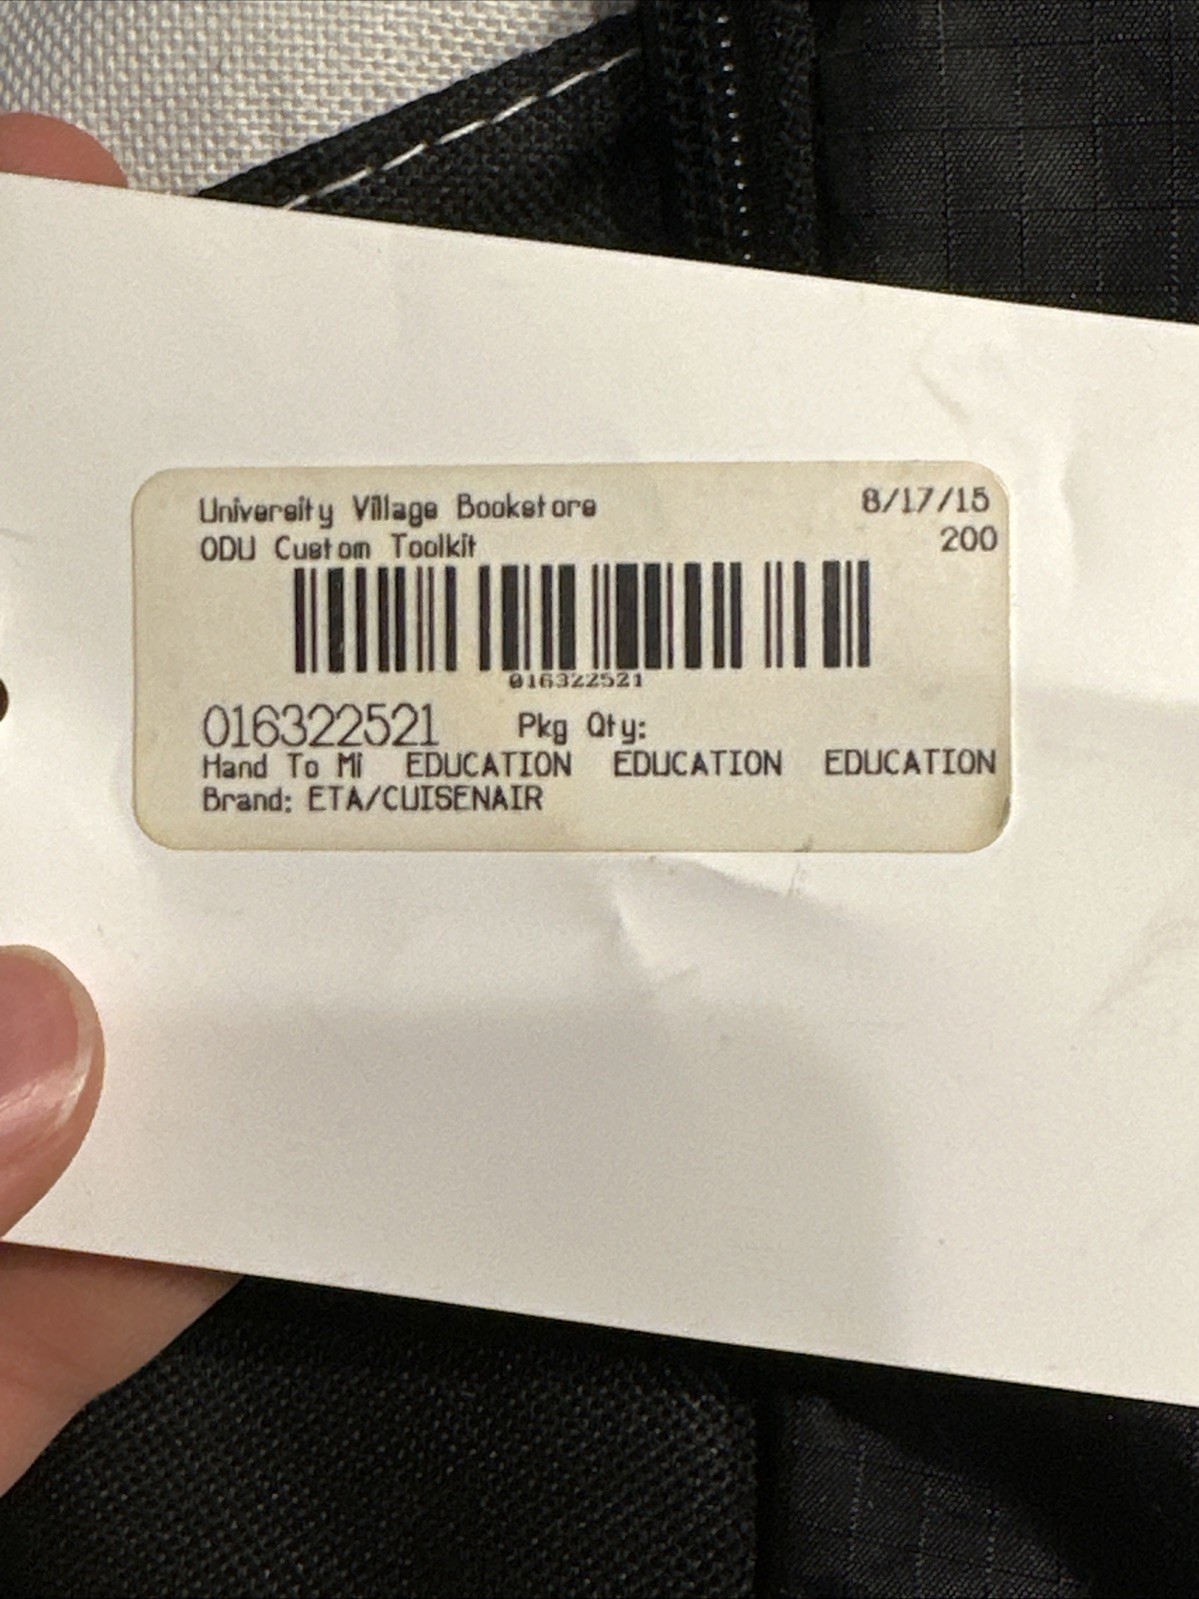 University Village Bookstore 8/17/15
ODU Custom Toolkit 200
016322521
016322521 Pkg Qty:
Hand To Mi EDUCATION EDUCATION EDUCATION
Brand: ETA/CUISENAIR